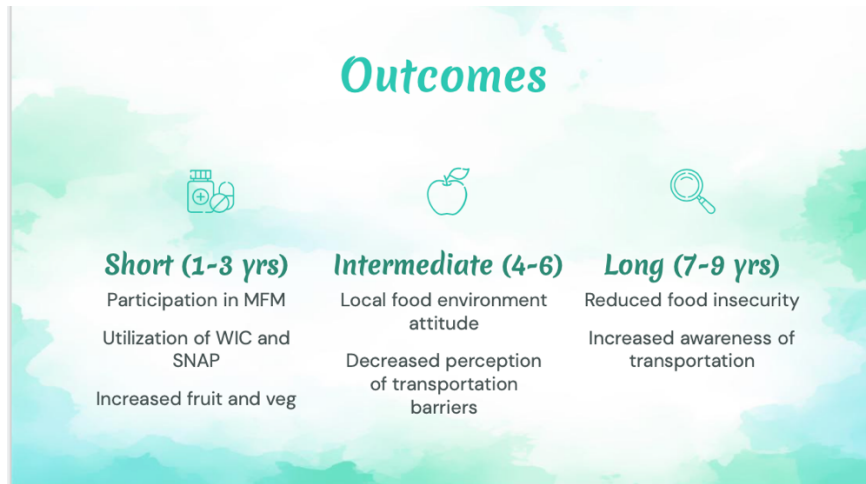 Outcomes
Short (1-3 yrs)
Participation in MFM
Utilization of WIC and
SNAP
Increased fruit and veg
Intermediate (4-6)
Local food environment
attitude
Decreased perception
of transportation
barriers
Long (7-9 yrs)
Reduced food insecurity
Increased awareness of
transportation